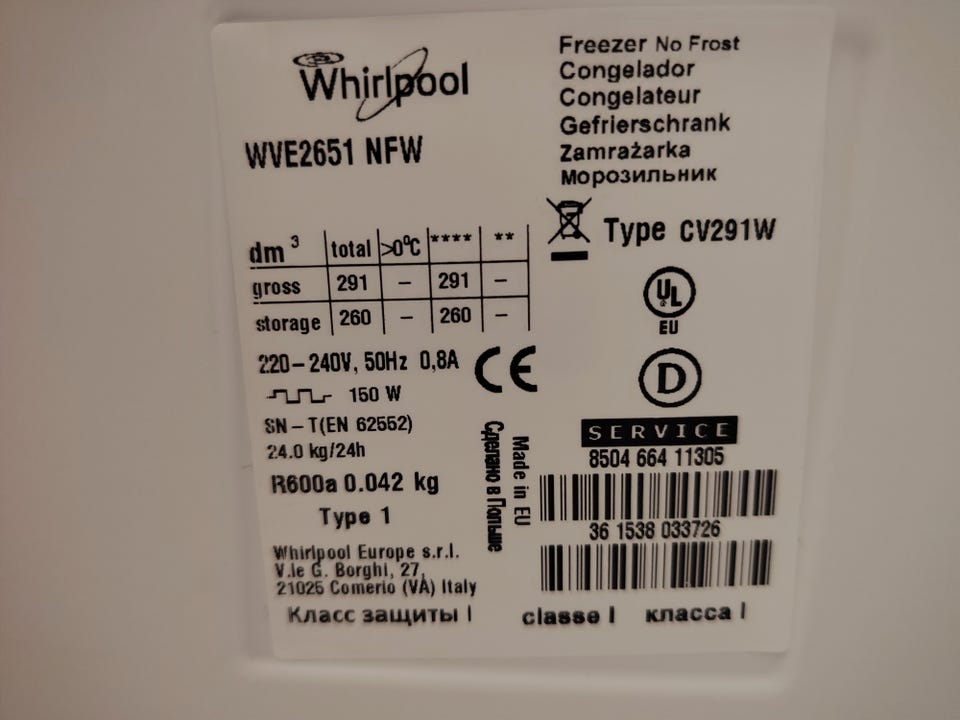 Whirlpool
WVE2651 NFW
Freezer No Frost
Congelador
Congelateur
Gefrierschrank
Zamrażarka
Морозильник
Type CV291W
dm³ total >0°C **** **
gross 291 – 291 –
storage 260 – 260 –
220–240V, 50Hz 0,8A
150 W
SN–T(EN 62552)
24.0 kg/24h
R600a 0.042 kg
Type 1
CE
Made in EU
Сделано в Польше
UL
EU
D
SERVICE
8504 664 11305
36 1538 033726
Whirlpool Europe s.r.l.
V.le G. Borghi, 27,
21025 Comerio (VA) Italy
Класс защиты I classe I класса I